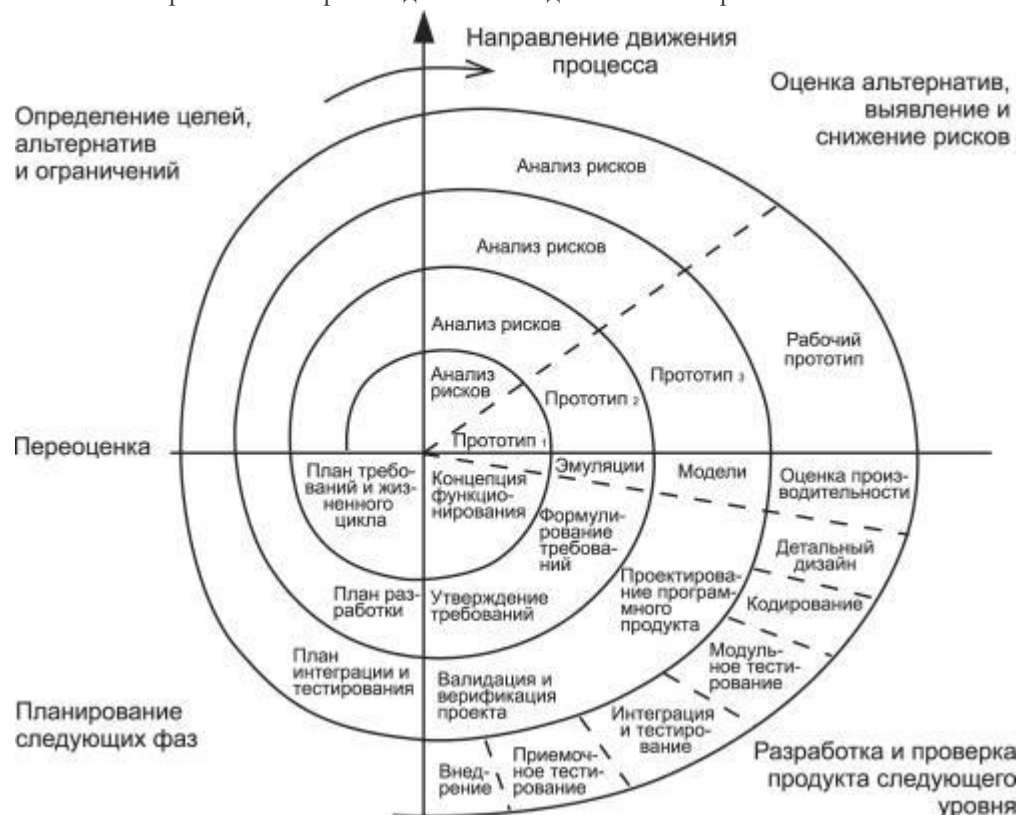 Направление движения
процесса
Оценка альтернатив,
выявление и
снижение рисков
Определение целей,
альтернатив
и ограничений
Анализ рисков
Анализ рисков
Анализ рисков
Анализ
рисков
Рабочий
прототип
Прототип 3
Прототип 2
Прототип 1
Переоценка
План требо-
ваний и жиз-
ненного
цикла
Концепция
функцио-
нирования
Эмуляции
Модели
Оценка произ-
водительности
Формули-
рование
требова-
ний
Детальный
дизайн
Кодирование
Проектирова-
ние програм-
много
продукта
План раз-
работки
Утверждение
требований
Модуль-
ное тести-
рование
План
интеграции и
тестирования
Валидация и
верификация
проекта
Интеграция
и тестиро-
вание
Планирование
следующих фаз
Внед-
рение
Приемоч-
ное тести-
рование
Разработка и проверка
продукта следующего
уровня